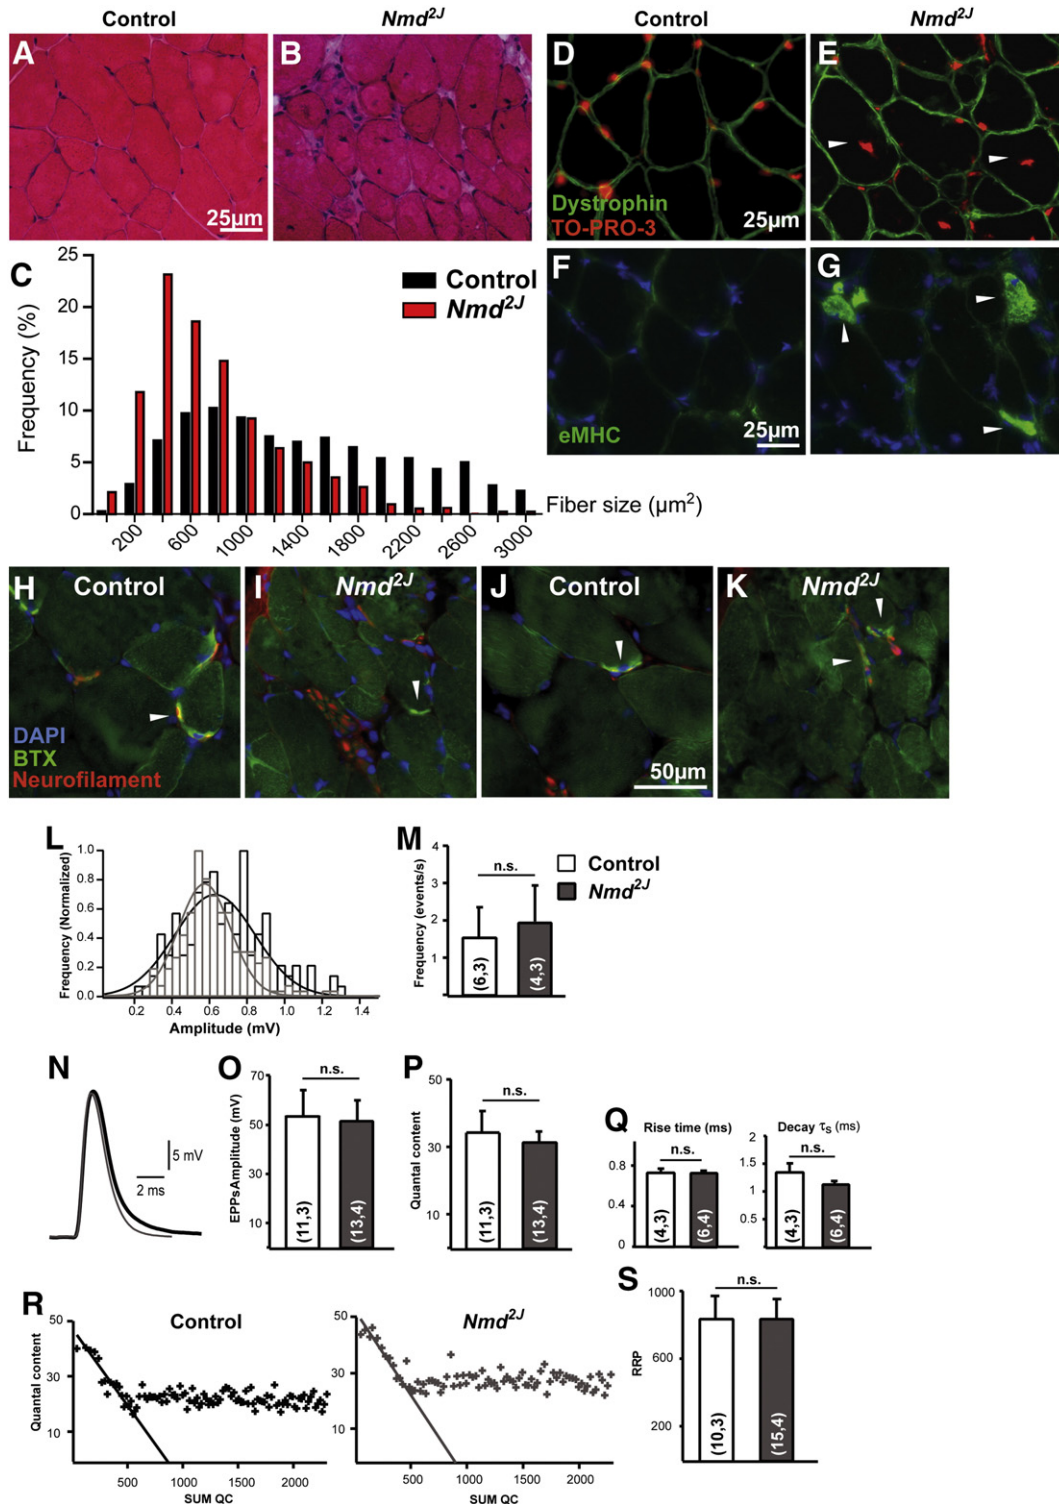 Control
Nmd2J
Control
Nmd2J
A
25µm
B
D
Dystrophin
TO-PRO-3
25µm
E
C
Frequency (%)
25
20
15
10
5
0
Control
Nmd2J
200
600
1000
1400
1800
2200
2600
3000
Fiber size (µm2)
F
eMHC
25µm
G
H
Control
DAPI
BTX
Neurofilament
I
Nmd2J
J
Control
50µm
K
Nmd2J
L
Frequency (Normalized)
1.0
0.8
0.6
0.4
0.2
0.0
0.2
0.4
0.6
0.8
1.0
1.2
1.4
Amplitude (mV)
M
Frequency (events/s)
4
3
2
1
n.s.
(6,3)
(4,3)
Control
Nmd2J
N
5 mV
2 ms
O
EPPsAmplitude (mV)
70
50
30
10
n.s.
(11,3)
(13,4)
P
Quantal content
50
30
10
n.s.
(11,3)
(13,4)
Q
Rise time (ms)
0.8
0.4
0
n.s.
(4,3)
(6,4)
Decay τS (ms)
2
1.5
1
0.5
n.s.
(4,3)
(6,4)
R
Control
Quantal content
50
30
10
500
1000
1500
2000
SUM QC
Nmd2J
50
30
10
500
1000
1500
2000
SUM QC
S
RRP
1000
600
200
n.s.
(10,3)
(15,4)